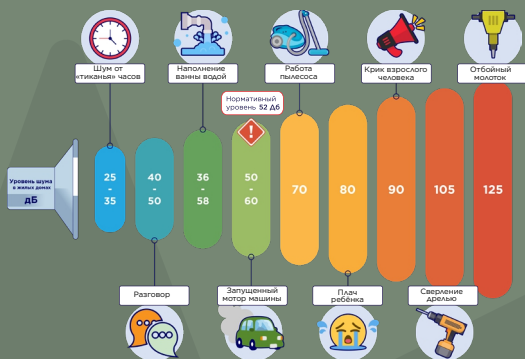 Шум от
«тиканья» часов
Наполнение
ванны водой
Работа
пылесоса
Крик взрослого
человека
Отбойный
молоток
Нормативный
уровень 52 Дб
!
Уровень шума
в жилых домах
дБ
25
-
35
40
-
50
36
-
58
50
-
60
70
80
90
105
125
Разговор
Запущенный
мотор машины
Плач
ребёнка
Сверление
дрелью